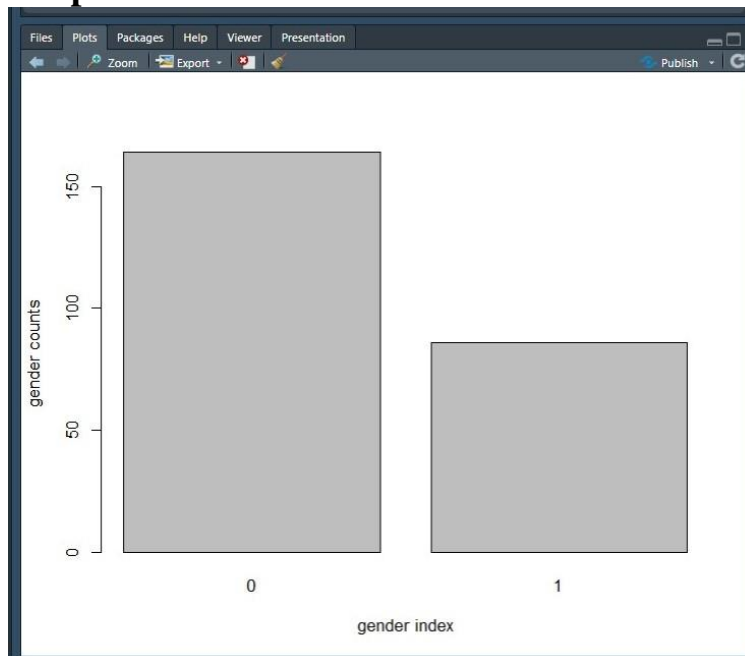 Files Plots Packages Help Viewer Presentation
Zoom Export Publish
150
100
50
0
gender counts
0 1
gender index